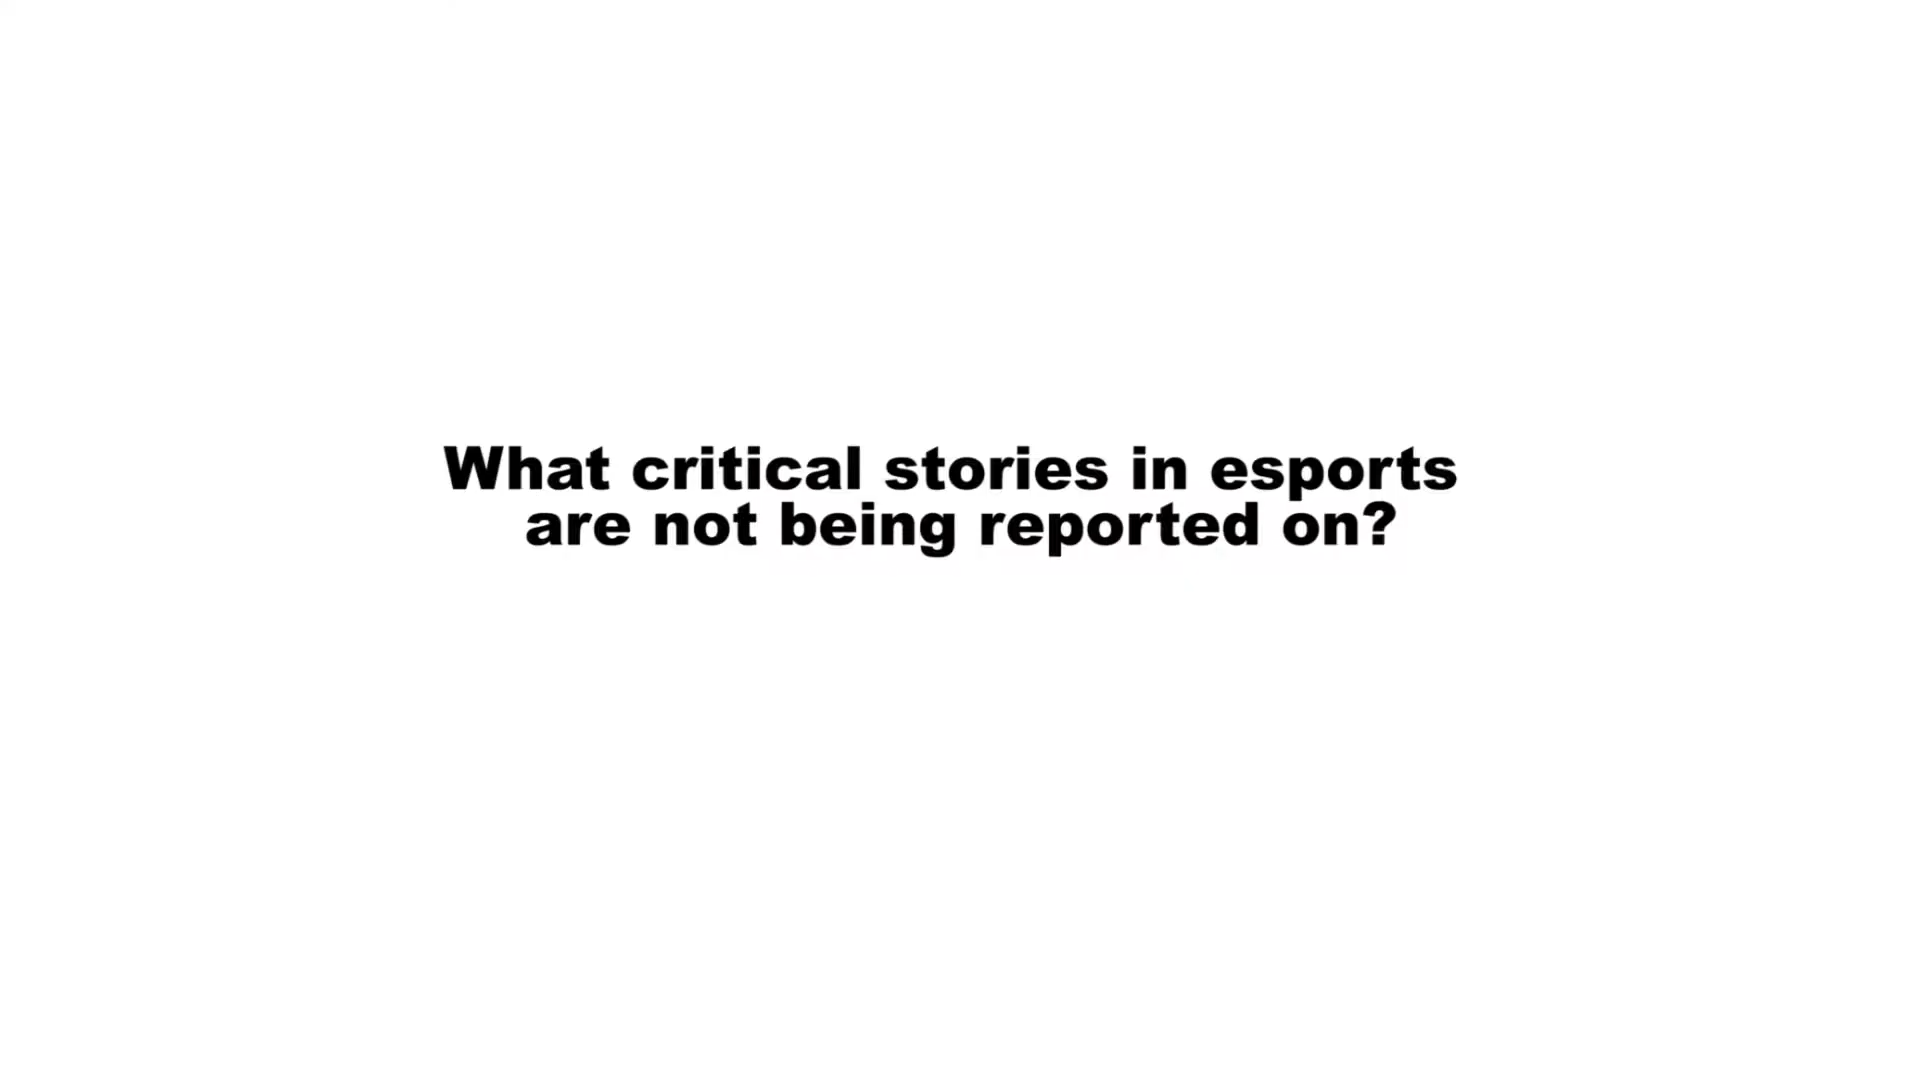 What critical stories in esports
are not being reported on?